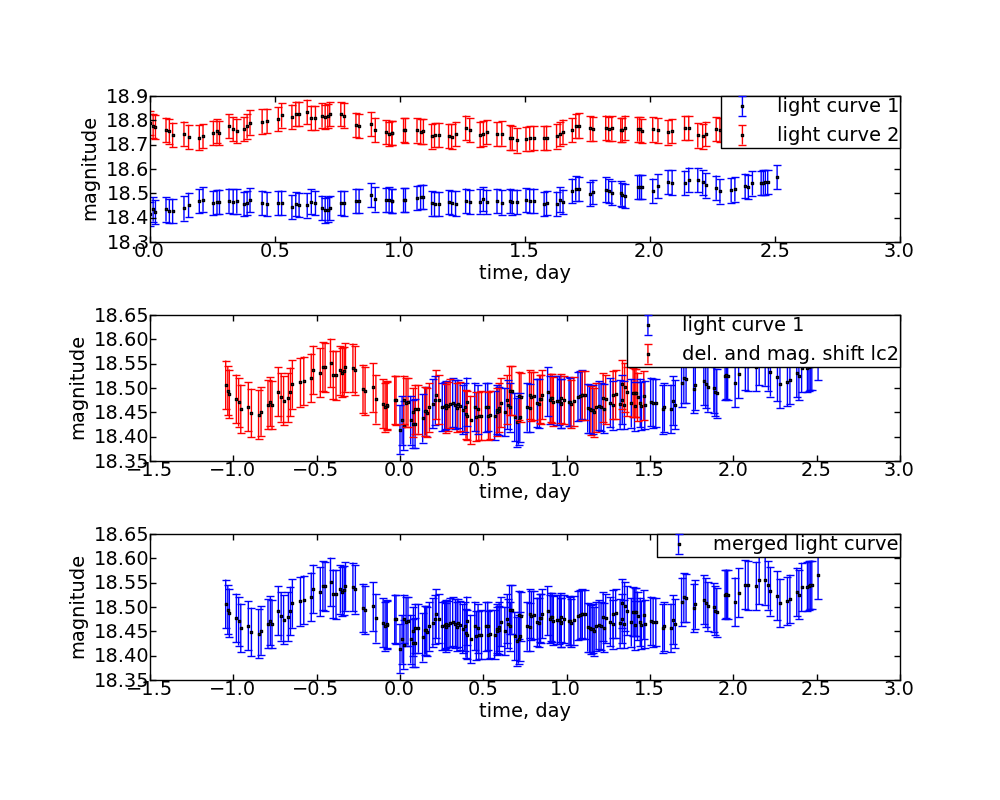 18.9
18.8
18.7
18.6
18.5
18.4
18.3
magnitude
light curve 1
light curve 2
0.0 0.5 1.0 1.5 2.0 2.5 3.0
time, day
18.65
18.60
18.55
18.50
18.45
18.40
18.35
magnitude
light curve 1
del. and mag. shift lc2
−1.5 −1.0 −0.5 0.0 0.5 1.0 1.5 2.0 2.5 3.0
time, day
18.65
18.60
18.55
18.50
18.45
18.40
18.35
magnitude
merged light curve
−1.5 −1.0 −0.5 0.0 0.5 1.0 1.5 2.0 2.5 3.0
time, day